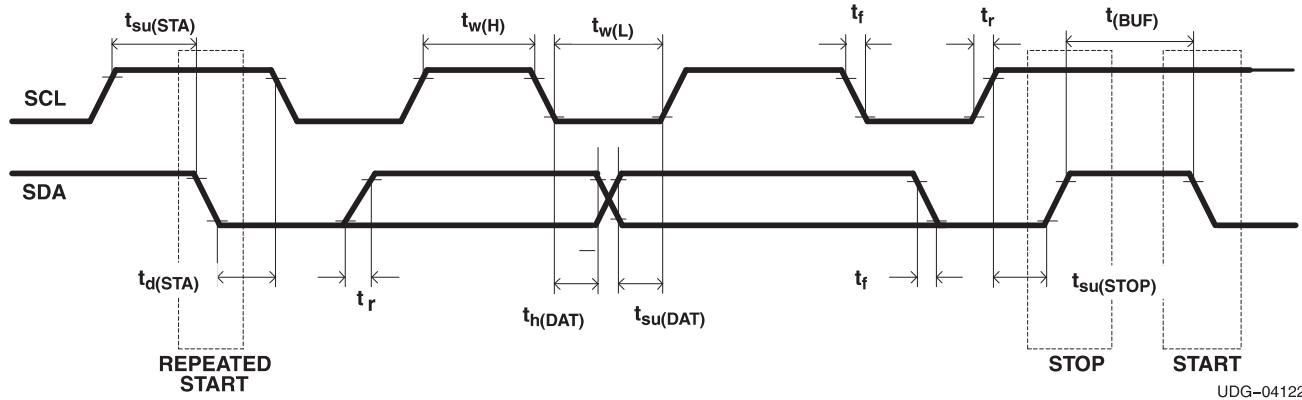 tsu(STA)
tw(H)
tw(L)
tf
tr
t(BUF)
SCL
SDA
td(STA)
tr
th(DAT)
tsu(DAT)
tf
tsu(STOP)
REPEATED
START
STOP
START
UDG–04122